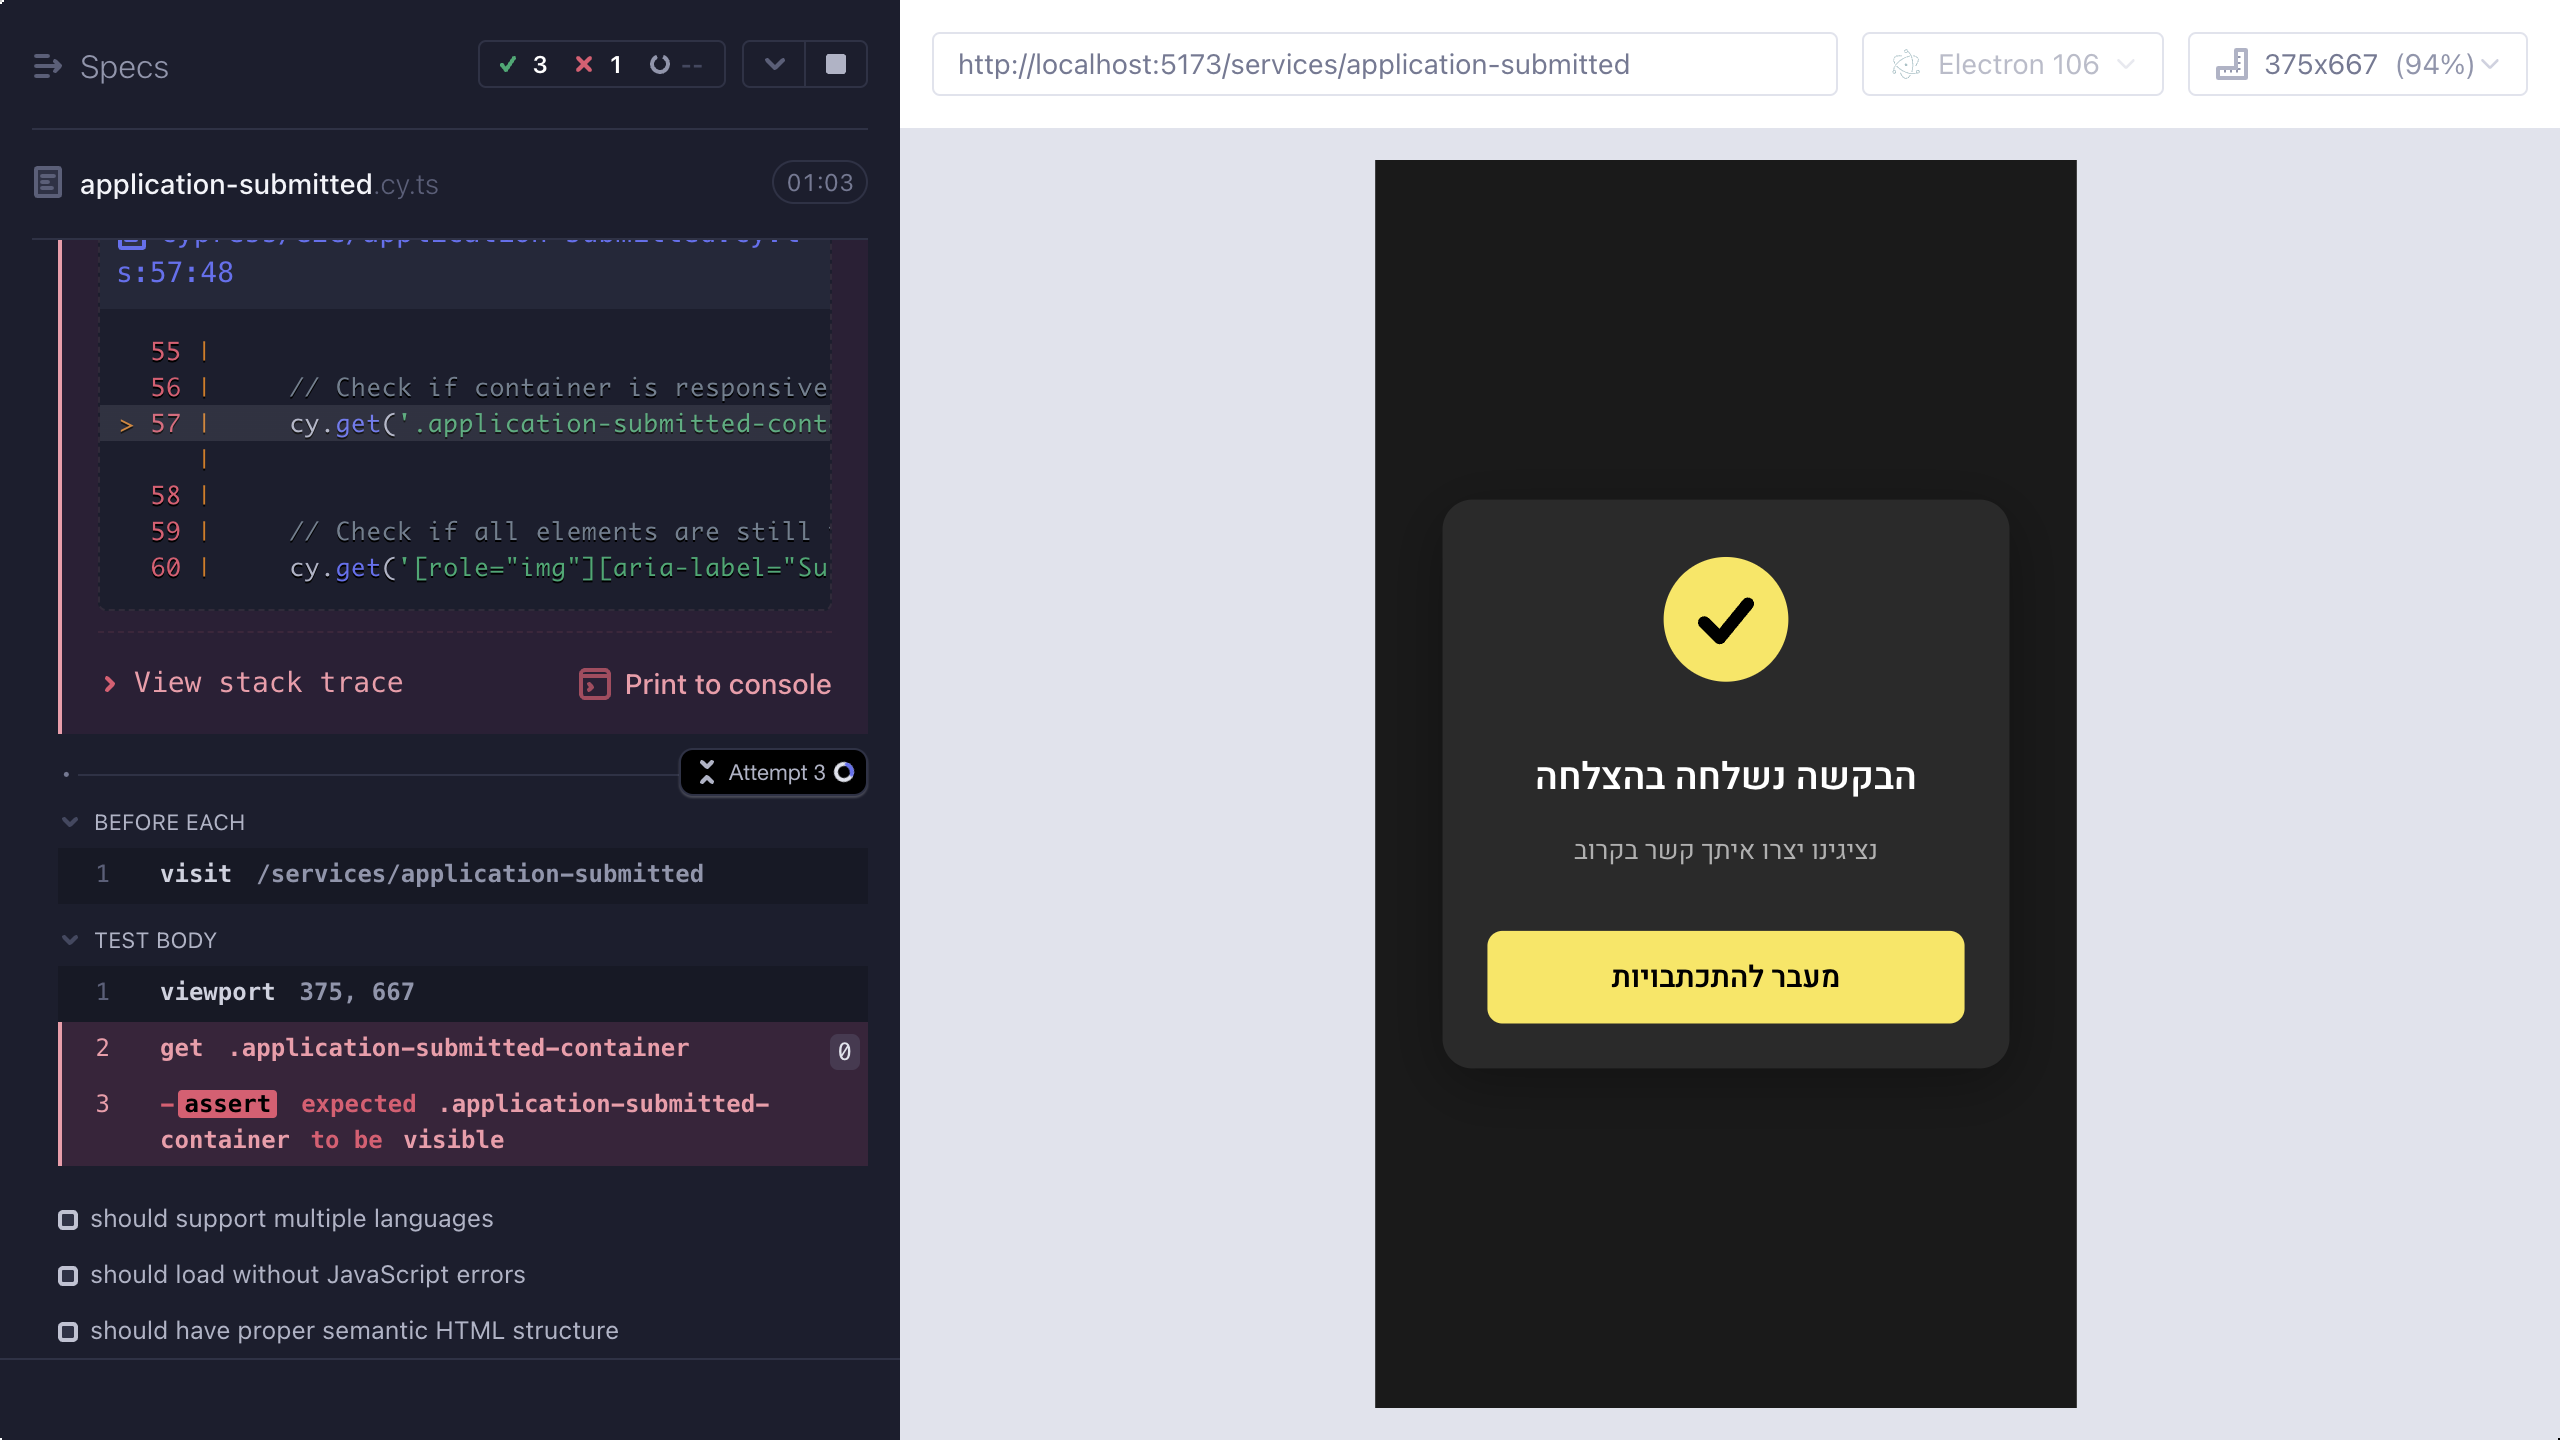 Specs
3 1 --
application-submitted.cy.ts
01:03
s:57:48
55 |
56 | // Check if container is responsive
> 57 | cy.get('.application-submitted-cont
|
58 |
59 | // Check if all elements are still
60 | cy.get('[role="img"][aria-label="Su
View stack trace
Print to console
Attempt 3
BEFORE EACH
1 visit /services/application-submitted
TEST BODY
1 viewport 375, 667
2 get .application-submitted-container 0
3 -assert expected .application-submitted-
container to be visible
should support multiple languages
should load without JavaScript errors
should have proper semantic HTML structure
http://localhost:5173/services/application-submitted
Electron 106
375x667 (94%)
הבקשה נשלחה בהצלחה
נציגינו יצרו איתך קשר בקרוב
מעבר להתכתבויות